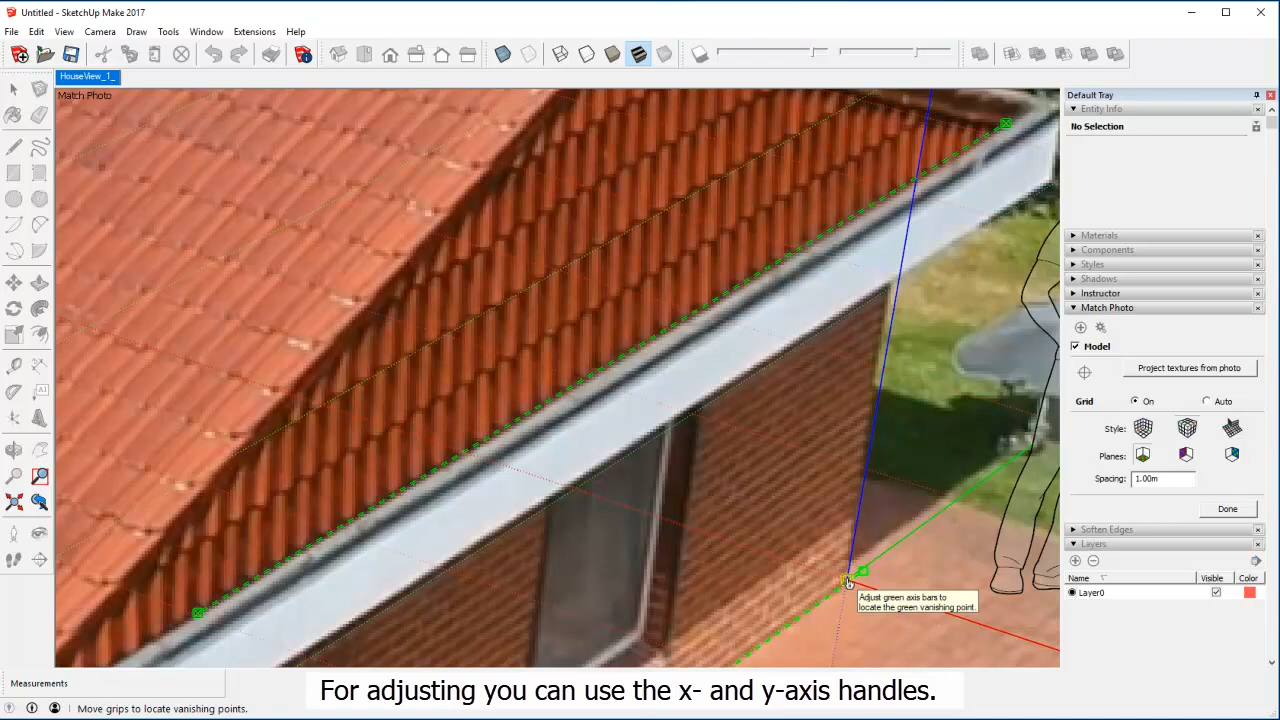 Untitled - SketchUp Make 2017
File Edit View Camera Draw Tools Window Extensions Help
HouseView_1_
Match Photo
Default Tray
Entity Info
No Selection
Materials
Components
Styles
Shadows
Instructor
Match Photo
Model
Project textures from photo
Grid On Auto
Style:
Planes:
Spacing: 1.00m
Done
Soften Edges
Layers
Name Visible Color
Layer0
Adjust green axis bars to
locate the green vanishing point.
Measurements
For adjusting you can use the x- and y-axis handles.
Move grips to locate vanishing points.